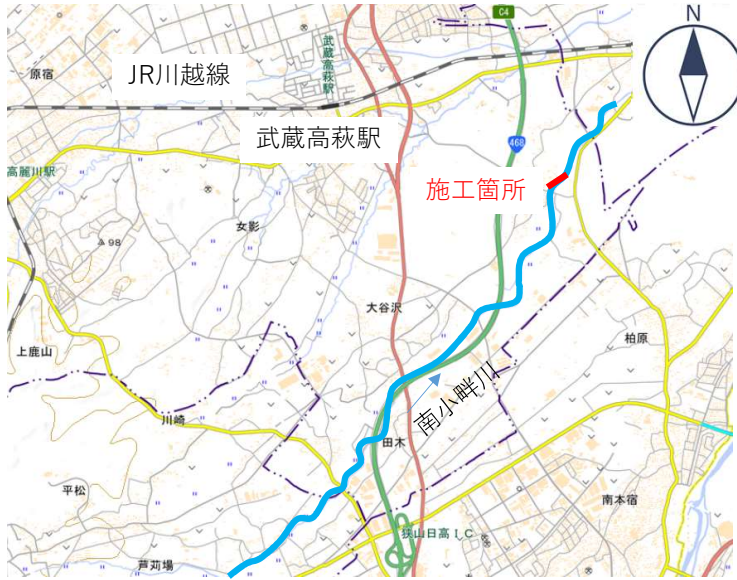 C4
N
武蔵高萩駅
原宿
JR川越線
武蔵高萩駅
468
高麗川駅
施工箇所
女影
98
大谷沢
柏原
上鹿山
南小畔川
川崎
田木
平松
南本宿
狭山日高IC
芦苅場